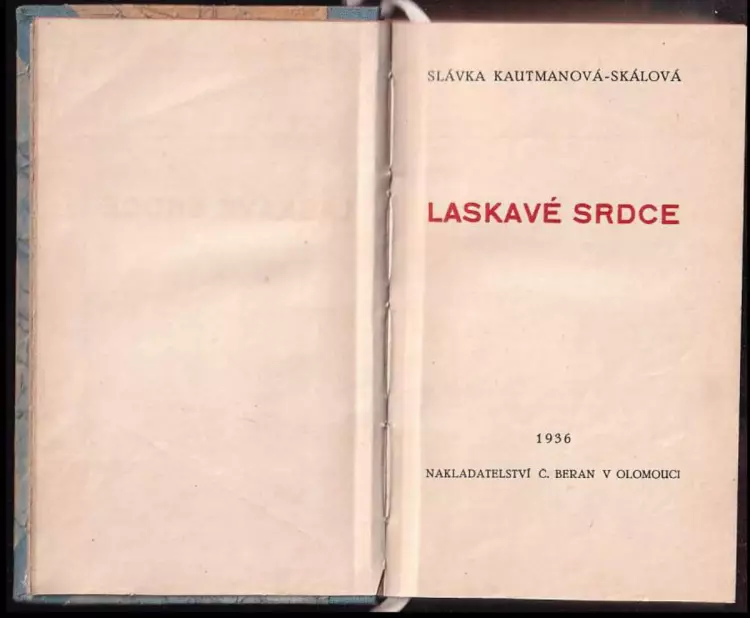 SLÁVKA KAUTMANOVÁ-SKÁLOVÁ
LASKAVÉ SRDCE
1936
NAKLADATELSTVÍ Č. BERAN V OLOMOUCI